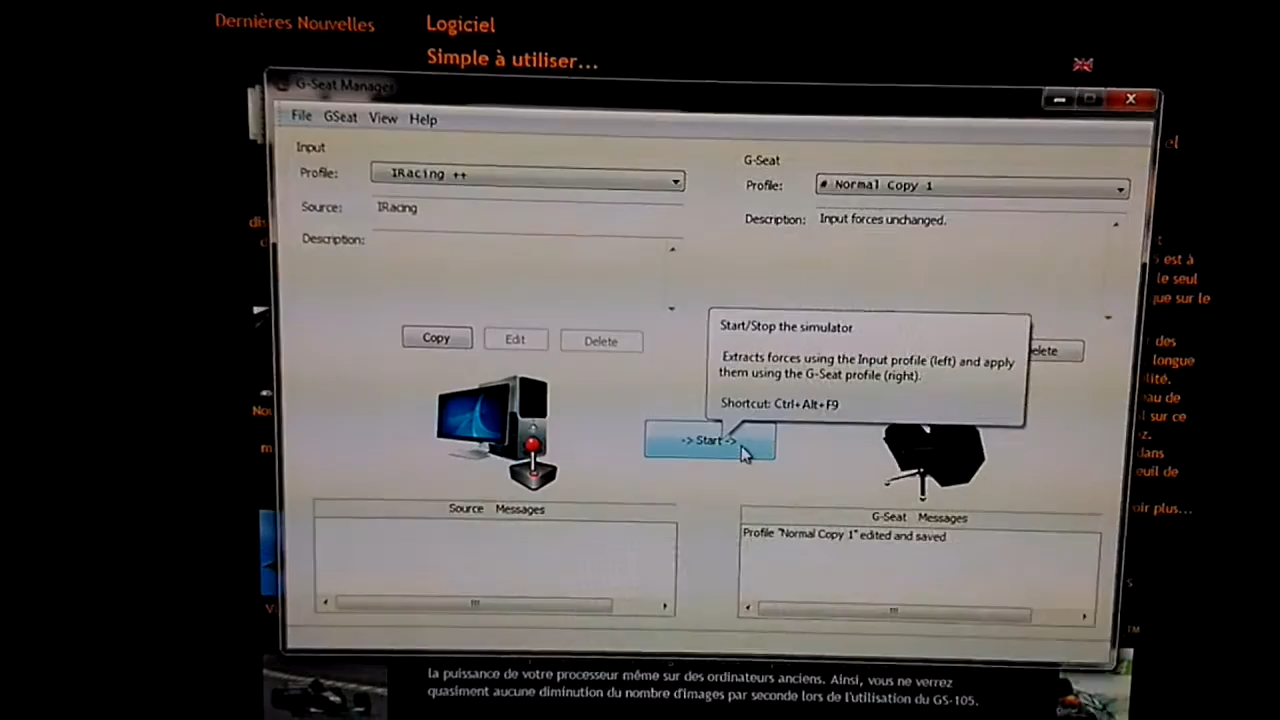 Dernières Nouvelles
Logiciel
Simple à utiliser...
G-Seat Manager
File GSeat View Help
Input
Profile: IRacing ++
Source: IRacing
Description:
Copy Edit Delete
G-Seat
Profile: # Normal Copy 1
Description: Input forces unchanged.
elete
Start/Stop the simulator
Extracts forces using the Input profile (left) and apply
them using the G-Seat profile (right).
Shortcut: Ctrl+Alt+F9
-> Start ->
Source Messages
G-Seat Messages
Profile "Normal Copy 1" edited and saved
el
est à
le seul
que sur le
des
longue
lité.
au de
sur ce
z.
dans
euil de
oir plus...
la puissance de votre processeur même sur des ordinateurs anciens. Ainsi, vous ne verrez
quasiment aucune diminution du nombre d'images par seconde lors de l'utilisation du GS-105.